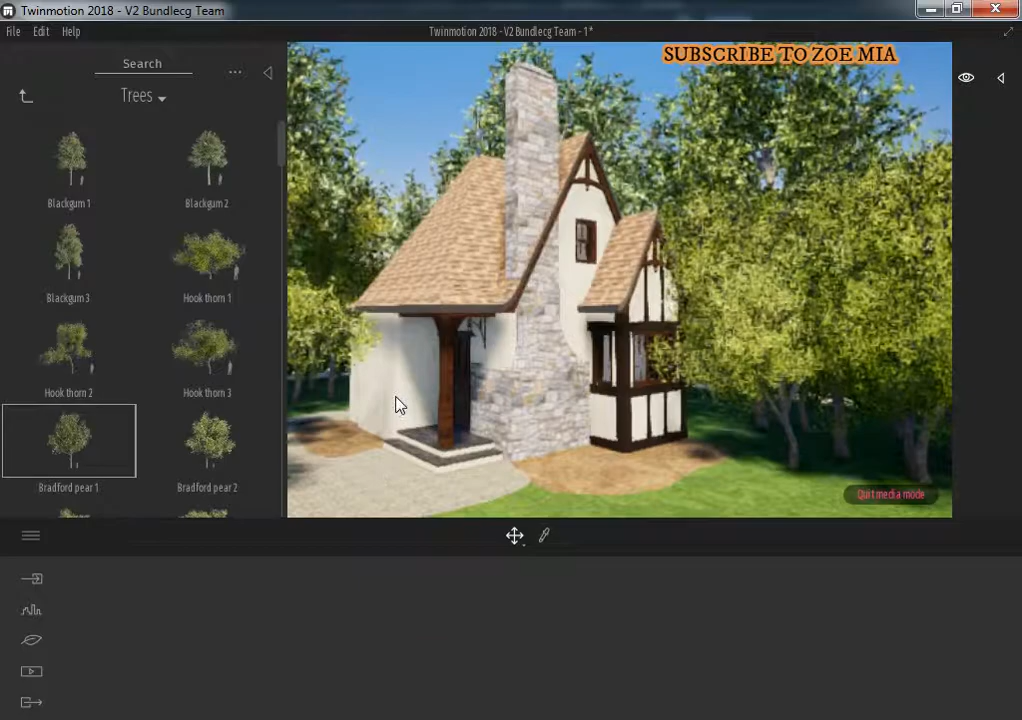 Twinmotion 2018 - V2 Bundlecg Team
File Edit Help
Twinmotion 2018 - V2 Bundlecg Team - 1*
SUBSCRIBE TO ZOE MIA
Search
...
Trees
Blackgum 1
Blackgum 2
Blackgum 3
Hook thorn 1
Hook thorn 2
Hook thorn 3
Bradford pear 1
Bradford pear 2
Quit media mode